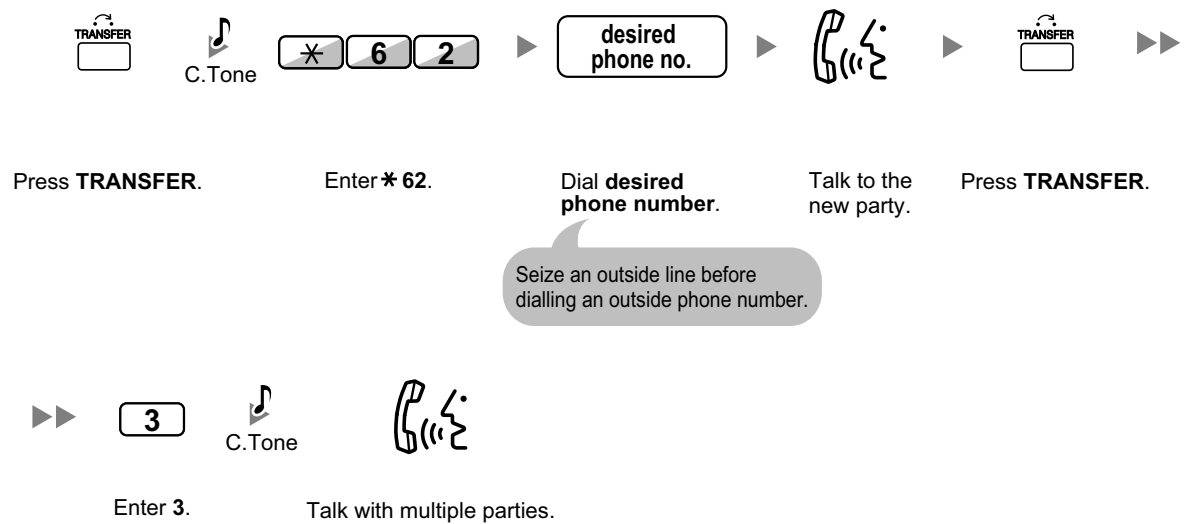 TRANSFER
C.Tone
* 6 2
desired
phone no.
TRANSFER
Press TRANSFER.
Enter * 62.
Dial desired
phone number.
Talk to the
new party.
Press TRANSFER.
Seize an outside line before
dialling an outside phone number.
3
C.Tone
Enter 3.
Talk with multiple parties.